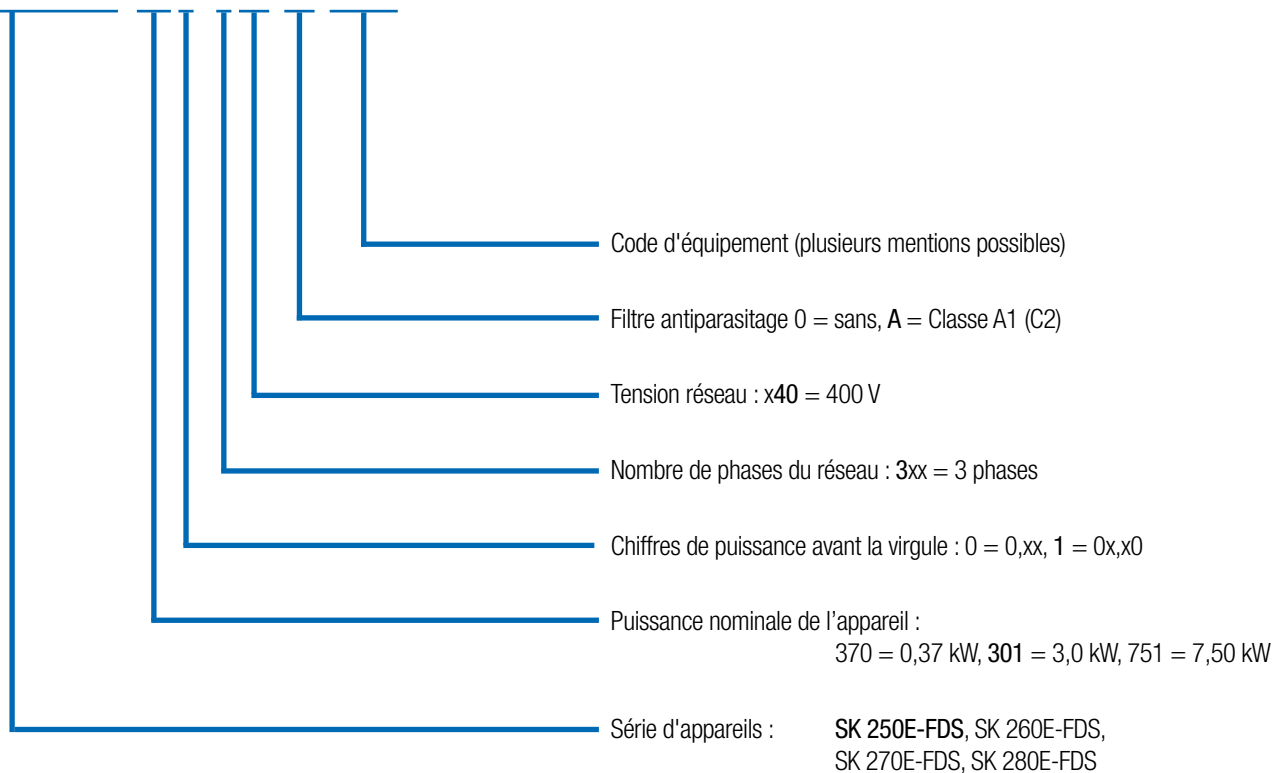 Code d'équipement (plusieurs mentions possibles)
Filtre antiparasitage 0 = sans, A = Classe A1 (C2)
Tension réseau : x40 = 400 V
Nombre de phases du réseau : 3xx = 3 phases
Chiffres de puissance avant la virgule : 0 = 0,xx, 1 = 0x,x0
Puissance nominale de l'appareil :
370 = 0,37 kW, 301 = 3,0 kW, 751 = 7,50 kW
Série d'appareils : SK 250E-FDS, SK 260E-FDS,
SK 270E-FDS, SK 280E-FDS